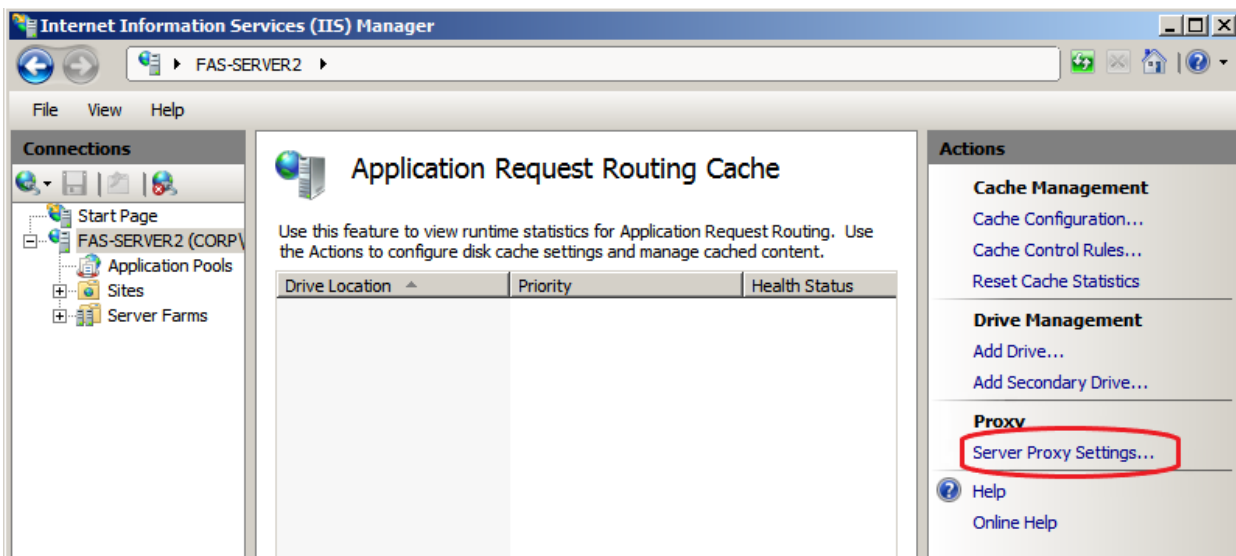 Internet Information Services (IIS) Manager
FAS-SERVER2
File View Help
Connections
Start Page
FAS-SERVER2 (CORP\
Application Pools
Sites
Server Farms
Application Request Routing Cache
Use this feature to view runtime statistics for Application Request Routing. Use
the Actions to configure disk cache settings and manage cached content.
Drive Location Priority Health Status
Actions
Cache Management
Cache Configuration...
Cache Control Rules...
Reset Cache Statistics
Drive Management
Add Drive...
Add Secondary Drive...
Proxy
Server Proxy Settings...
Help
Online Help